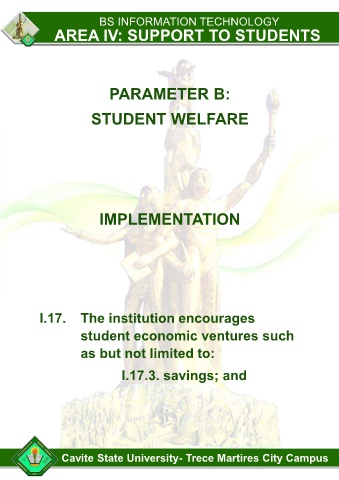 BS INFORMATION TECHNOLOGY
AREA IV: SUPPORT TO STUDENTS
PARAMETER B:
STUDENT WELFARE
IMPLEMENTATION
I.17. The institution encourages
student economic ventures such
as but not limited to:
I.17.3. savings; and
Cavite State University- Trece Martires City Campus